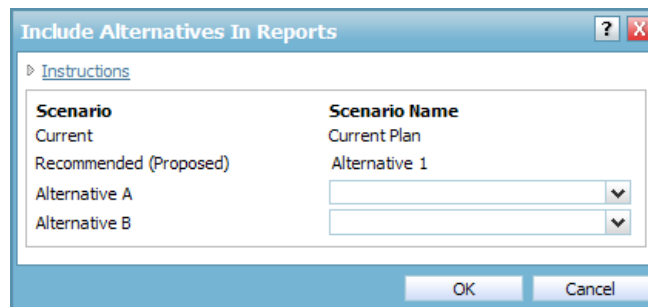 Include Alternatives In Reports ? X
Instructions
Scenario Scenario Name
Current Current Plan
Recommended (Proposed) Alternative 1
Alternative A
Alternative B
OK Cancel